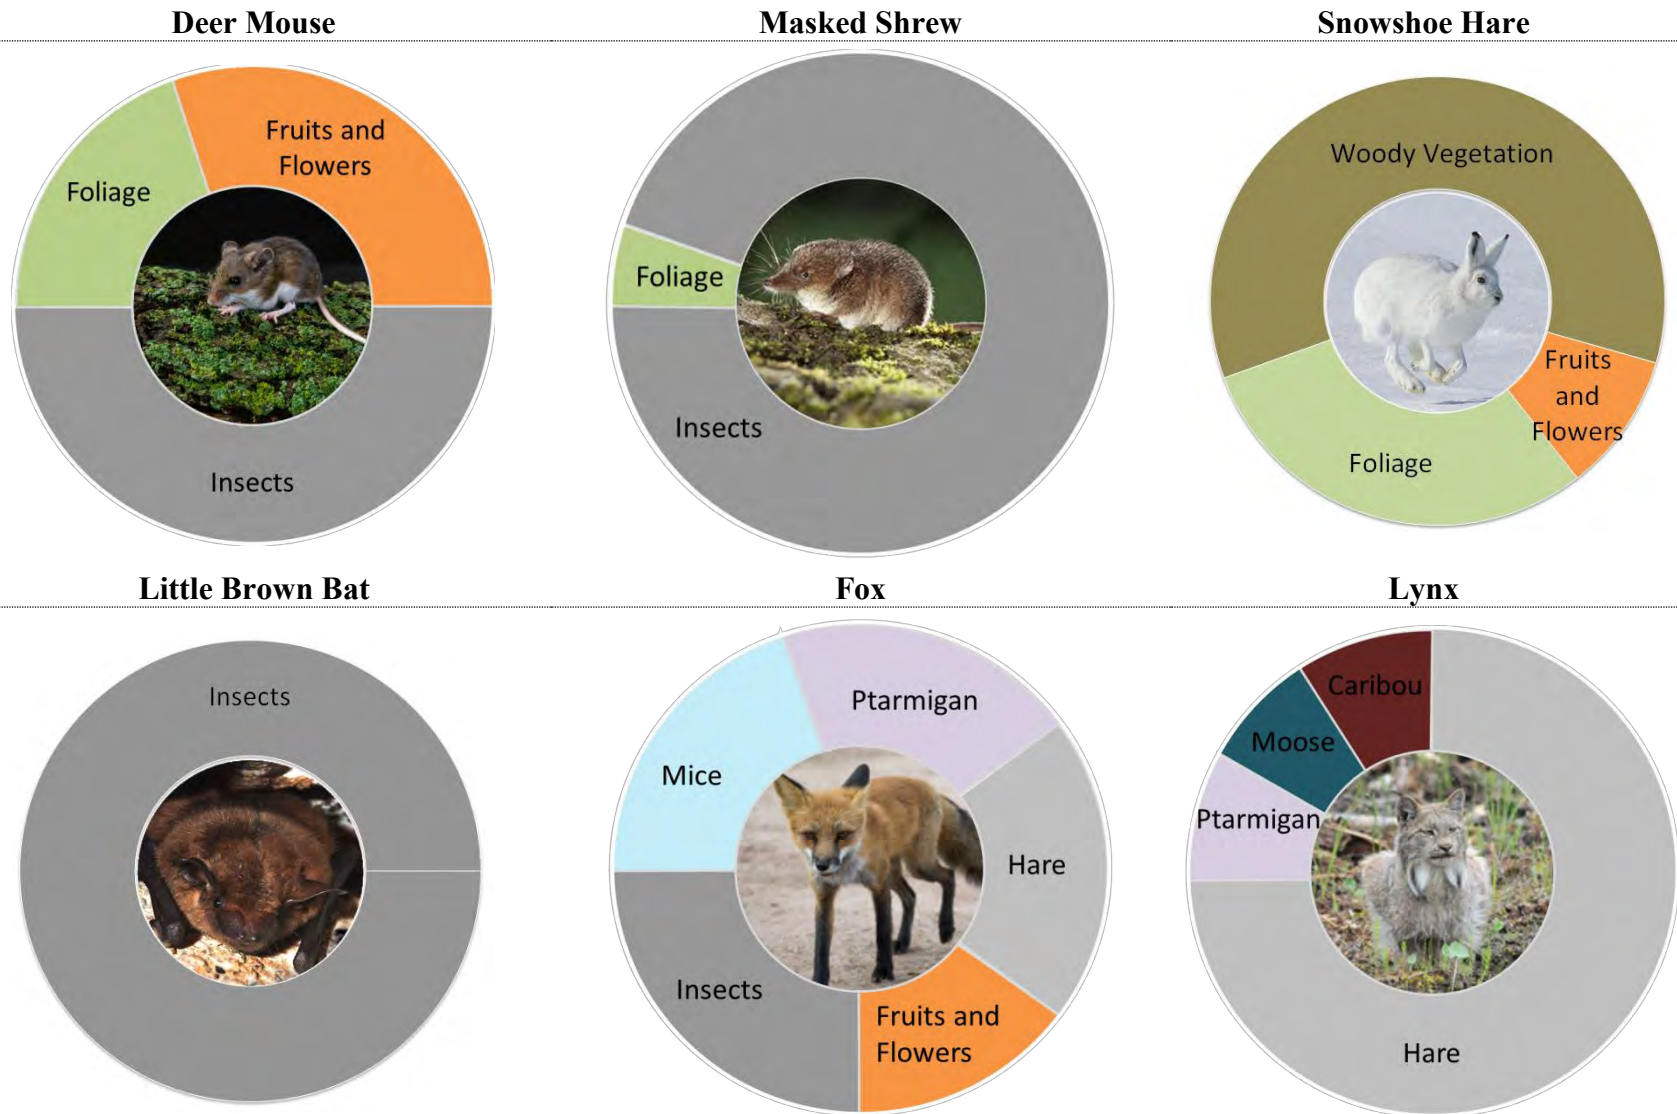 Deer Mouse
Masked Shrew
Snowshoe Hare
Fruits and
Flowers
Foliage
Insects
Foliage
Insects
Woody Vegetation
Fruits
and
Flowers
Foliage
Little Brown Bat
Fox
Lynx
Insects
Ptarmigan
Mice
Hare
Insects
Fruits and
Flowers
Caribou
Moose
Ptarmigan
Hare